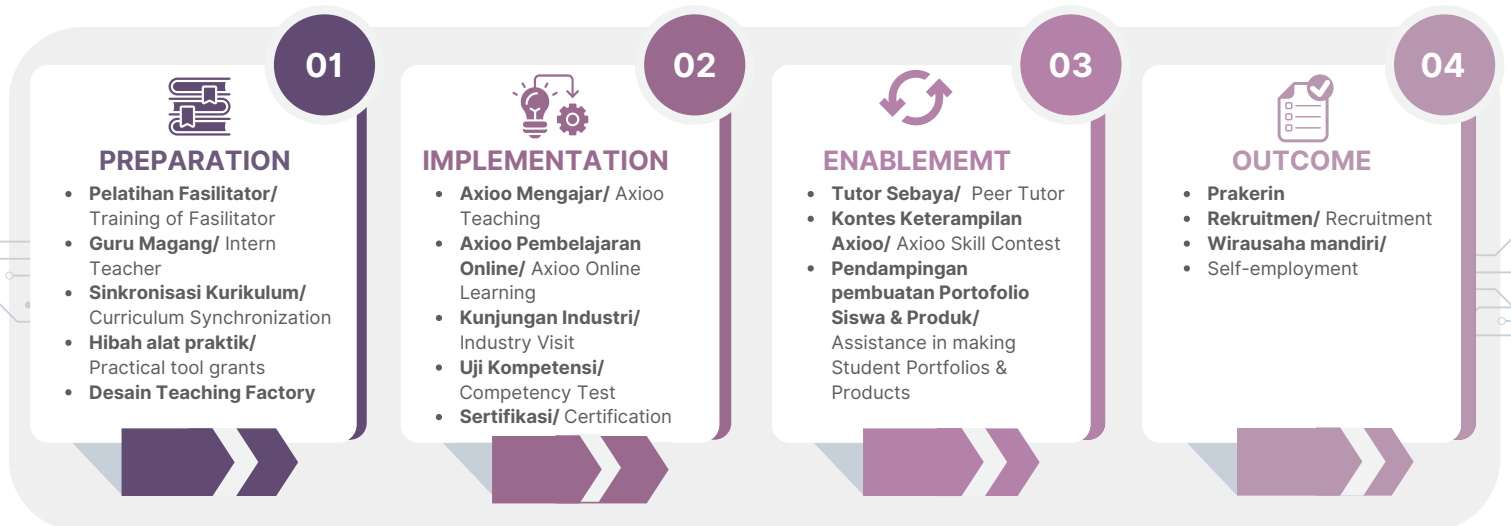 01
PREPARATION
• Pelatihan Fasilitator/
Training of Fasilitator
• Guru Magang/ Intern
Teacher
• Sinkronisasi Kurikulum/
Curriculum Synchronization
• Hibah alat praktik/
Practical tool grants
• Desain Teaching Factory
02
IMPLEMENTATION
• Axioo Mengajar/ Axioo
Teaching
• Axioo Pembelajaran
Online/ Axioo Online
Learning
• Kunjungan Industri/
Industry Visit
• Uji Kompetensi/
Competency Test
• Sertifikasi/ Certification
03
ENABLEMEMT
• Tutor Sebaya/ Peer Tutor
• Kontes Keterampilan
Axioo/ Axioo Skill Contest
• Pendampingan
pembuatan Portofolio
Siswa & Produk/
Assistance in making
Student Portfolios &
Products
04
OUTCOME
• Prakerin
• Rekruitmen/ Recruitment
• Wirausaha mandiri/
• Self-employment